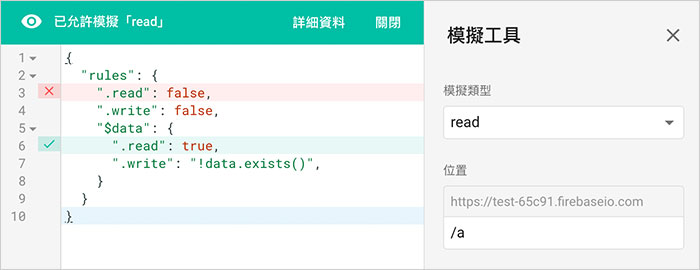 已允許模擬「read」 詳細資料 關閉
1 {
2 "rules": {
3 ".read": false,
4 ".write": false,
5 "$data": {
6 ".read": true,
7 ".write": "!data.exists()",
8 }
9 }
10 }
模擬工具
模擬類型
read
位置
https://test-65c91.firebaseio.com
/a